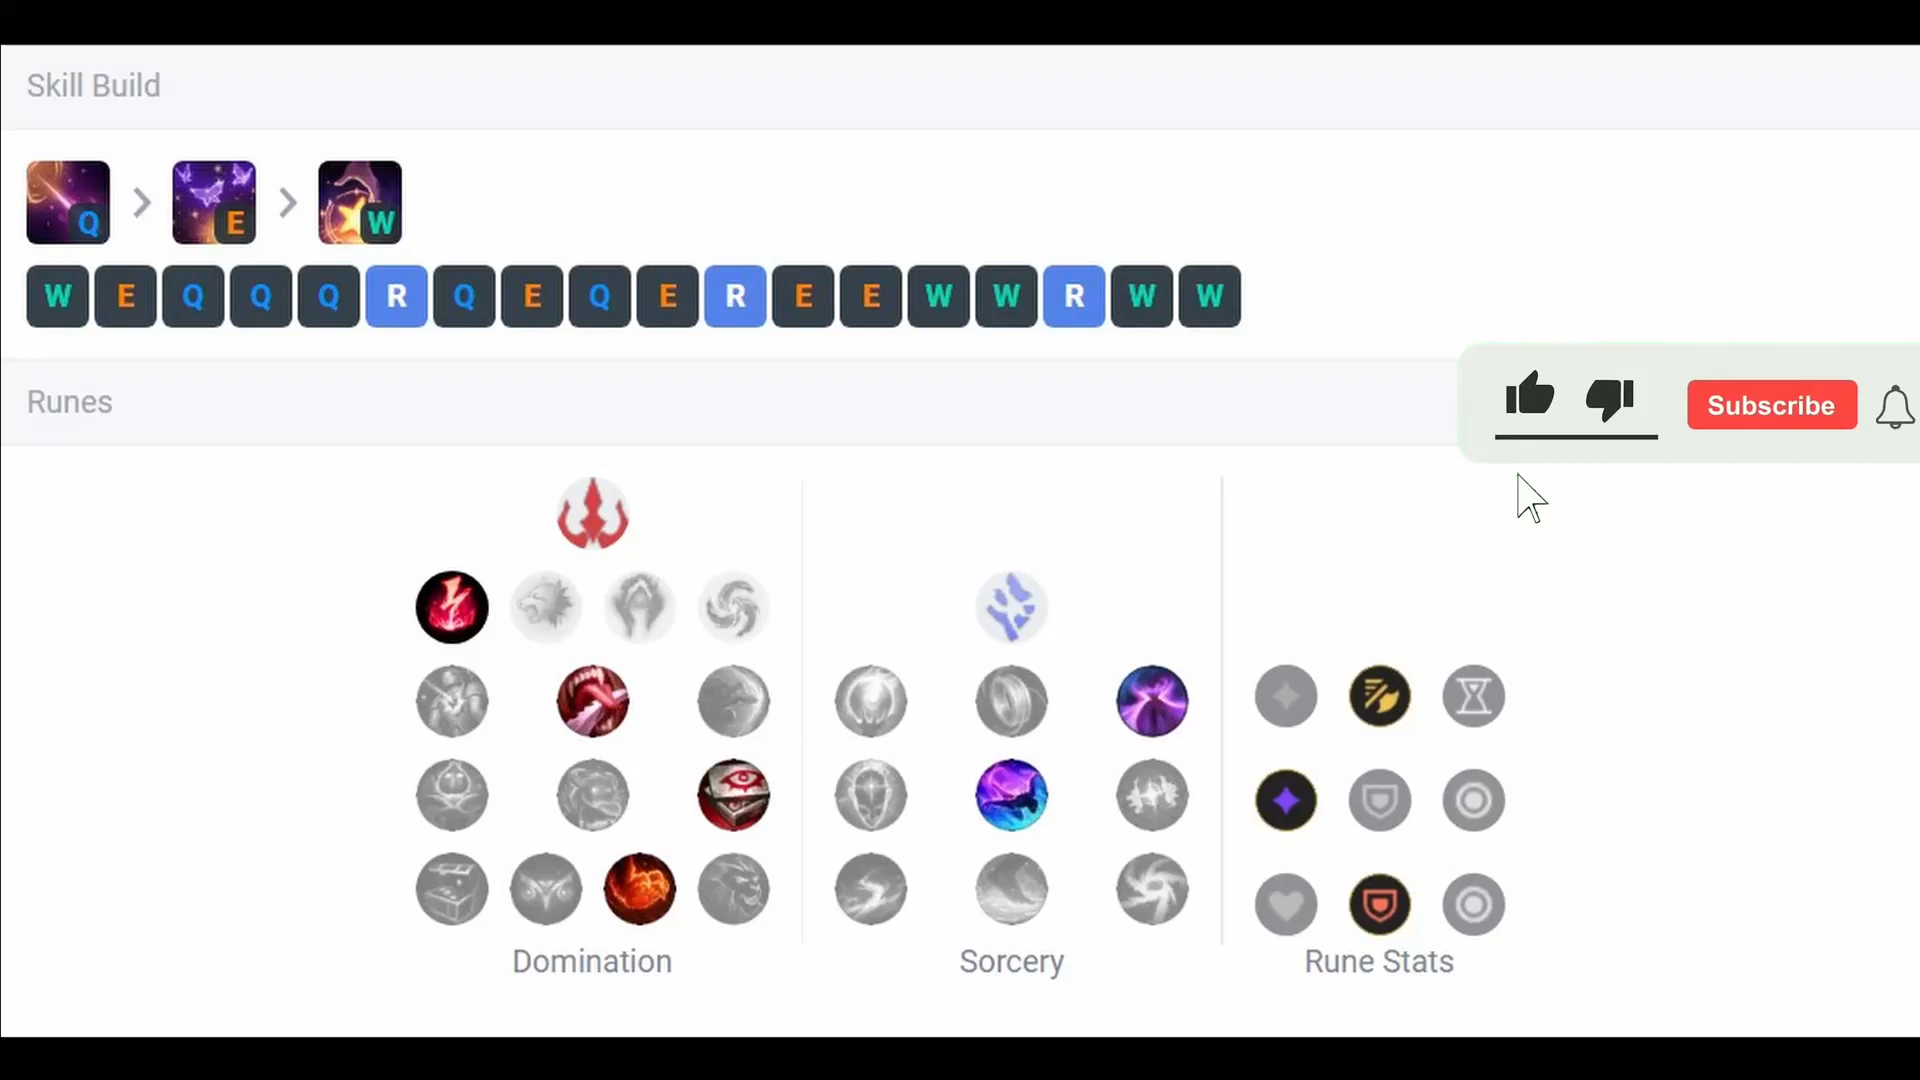 Skill Build
Q E W
W E Q Q Q R Q E Q E R E E W W R W W
Runes
Subscribe
Domination Sorcery Rune Stats